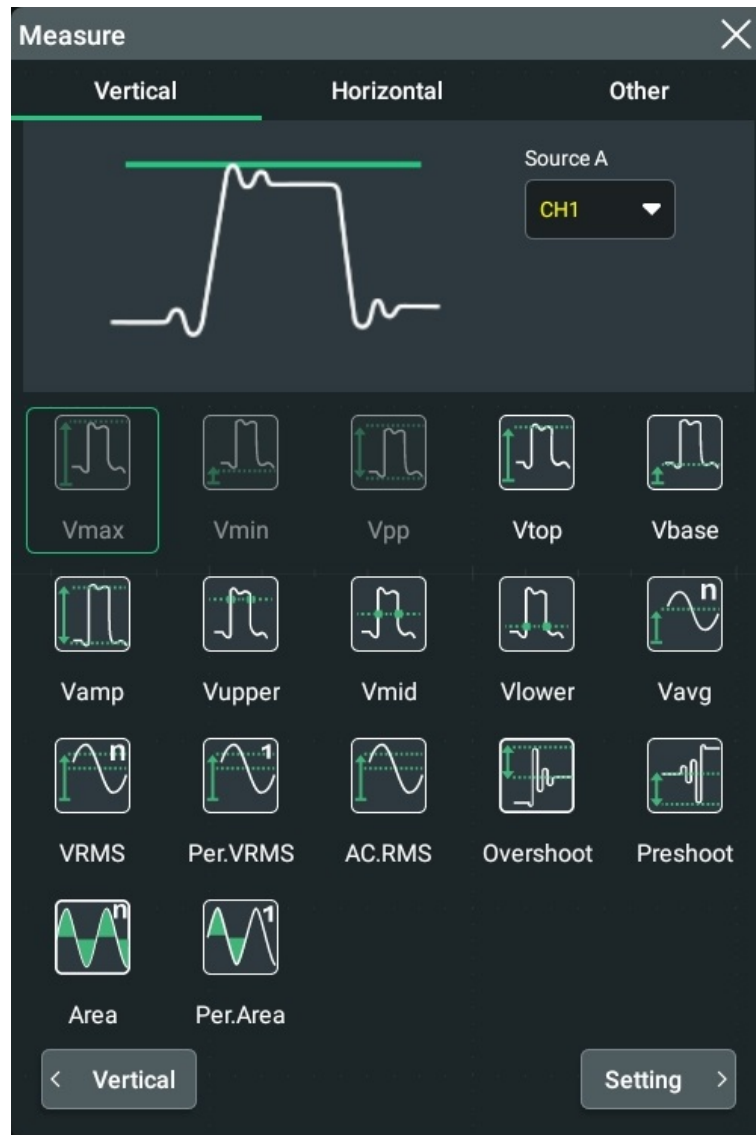 Measure
Vertical Horizontal Other
Source A
CH1
Vmax Vmin Vpp Vtop Vbase
n
Vamp Vupper Vmid Vlower Vavg
n 1
VRMS Per.VRMS AC.RMS Overshoot Preshoot
n 1
Area Per.Area
< Vertical Setting >